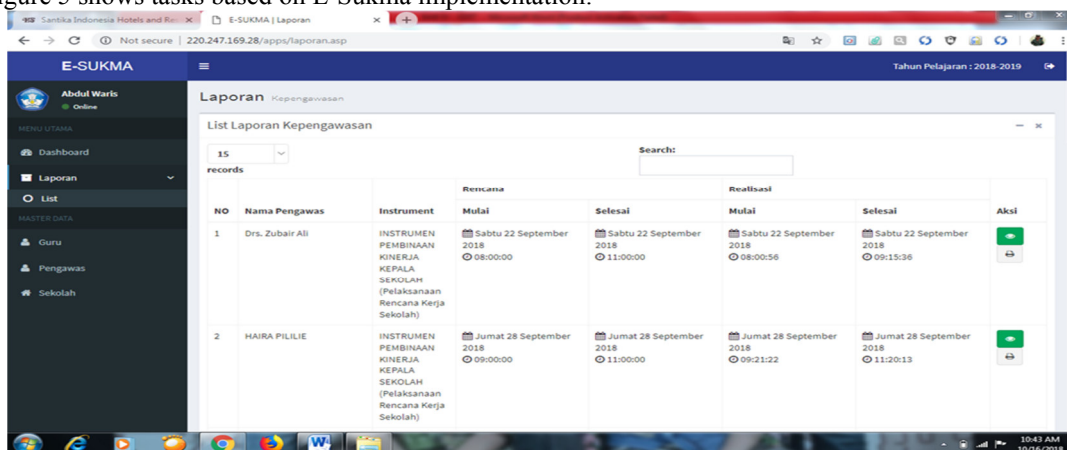 igure 5 shows tasks based on E-Sukma implementation.
Santika Indonesia Hotels and Re
E-SUKMA | Laporan
Not secure | 220.247.169.28/apps/laporan.asp
E-SUKMA
Tahun Pelajaran : 2018-2019
Abdul Waris
Online
Laporan Kepengawasan
MENU UTAMA
Dashboard
Laporan
List
MASTER DATA
Guru
Pengawas
Sekolah
List Laporan Kepengawasan
15
records
Search:
Rencana Realisasi
NO Nama Pengawas Instrument Mulai Selesai Mulai Selesai Aksi
1 Drs. Zubair Ali INSTRUMEN Sabtu 22 September Sabtu 22 September Sabtu 22 September Sabtu 22 September
PEMBINAAN 2018 2018 2018 2018
KINERJA 08:00:00 11:00:00 08:00:56 09:15:36
KEPALA
SEKOLAH
(Pelaksanaan
Rencana Kerja
Sekolah)
2 HAIRA PILILIE INSTRUMEN Jumat 28 September Jumat 28 September Jumat 28 September Jumat 28 September
PEMBINAAN 2018 2018 2018 2018
KINERJA 09:00:00 11:00:00 09:21:22 11:20:13
KEPALA
SEKOLAH
(Pelaksanaan
Rencana Kerja
Sekolah)
10:43 AM
10/16/2018